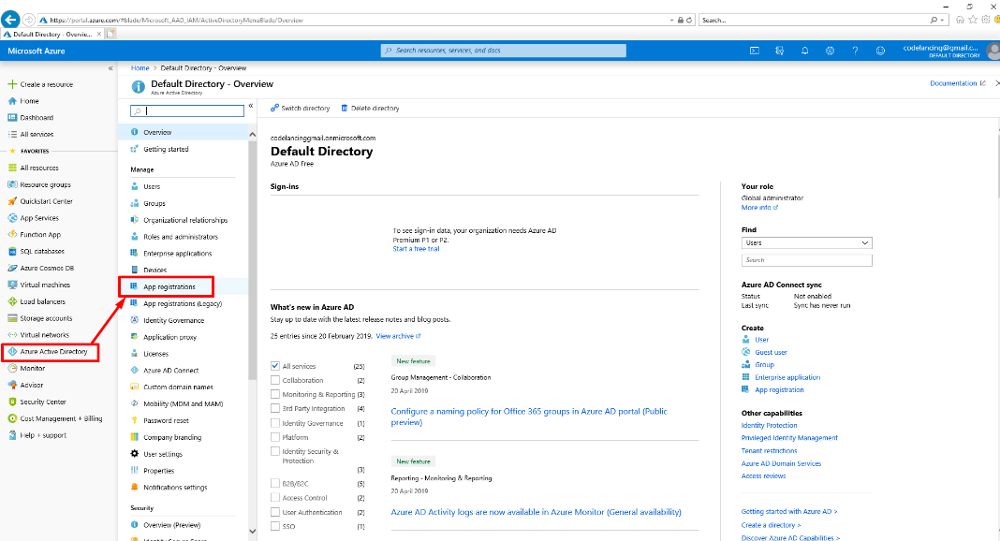 https://portal.azure.com/#blade/Microsoft_AAD_IAM/ActiveDirectoryMenuBlade/Overview
Search...
Default Directory - Overvie...
Microsoft Azure
Search resources, services, and docs
codelancing@gmail.c...
DEFAULT DIRECTORY
Create a resource
Home
Dashboard
All services
FAVORITES
All resources
Resource groups
Quickstart Center
App Services
Function App
SQL databases
Azure Cosmos DB
Virtual machines
Load balancers
Storage accounts
Virtual networks
Azure Active Directory
Monitor
Advisor
Security Center
Cost Management + Billing
Help + support
Home > Default Directory - Overview
Default Directory - Overview
Azure Active Directory
Documentation
Overview
Getting started
Manage
Users
Groups
Organizational relationships
Roles and administrators
Enterprise applications
Devices
App registrations
App registrations (Legacy)
Identity Governance
Application proxy
Licenses
Azure AD Connect
Custom domain names
Mobility (MDM and MAM)
Password reset
Company branding
User settings
Properties
Notifications settings
Security
Overview (Preview)
Switch directory
Delete directory
codelancinggmail.onmicrosoft.com
Default Directory
Azure AD Free
Sign-ins
To see sign-in data, your organization needs Azure AD
Premium P1 or P2.
Start a free trial
What's new in Azure AD
Stay up to date with the latest release notes and blog posts.
25 entries since 20 February 2019. View archive
All services (25)
Collaboration (2)
Monitoring & Reporting (3)
3rd Party Integration (4)
Identity Governance (1)
Platform (2)
Identity Security &
Protection
(3)
B2B/B2C (5)
Access Control (2)
User Authentication (2)
SSO (1)
New feature
Group Management - Collaboration
20 April 2019
Configure a naming policy for Office 365 groups in Azure AD portal (Public
preview)
New feature
Reporting - Monitoring & Reporting
20 April 2019
Azure AD Activity logs are now available in Azure Monitor (General availability)
Your role
Global administrator
More info
Find
Users
Search
Azure AD Connect sync
Status Not enabled
Last sync Sync has never run
Create
User
Guest user
Group
Enterprise application
App registration
Other capabilities
Identity Protection
Privileged Identity Management
Tenant restrictions
Azure AD Domain Services
Access reviews
Getting started with Azure AD >
Create a directory >
Discover Azure AD Capabilities >